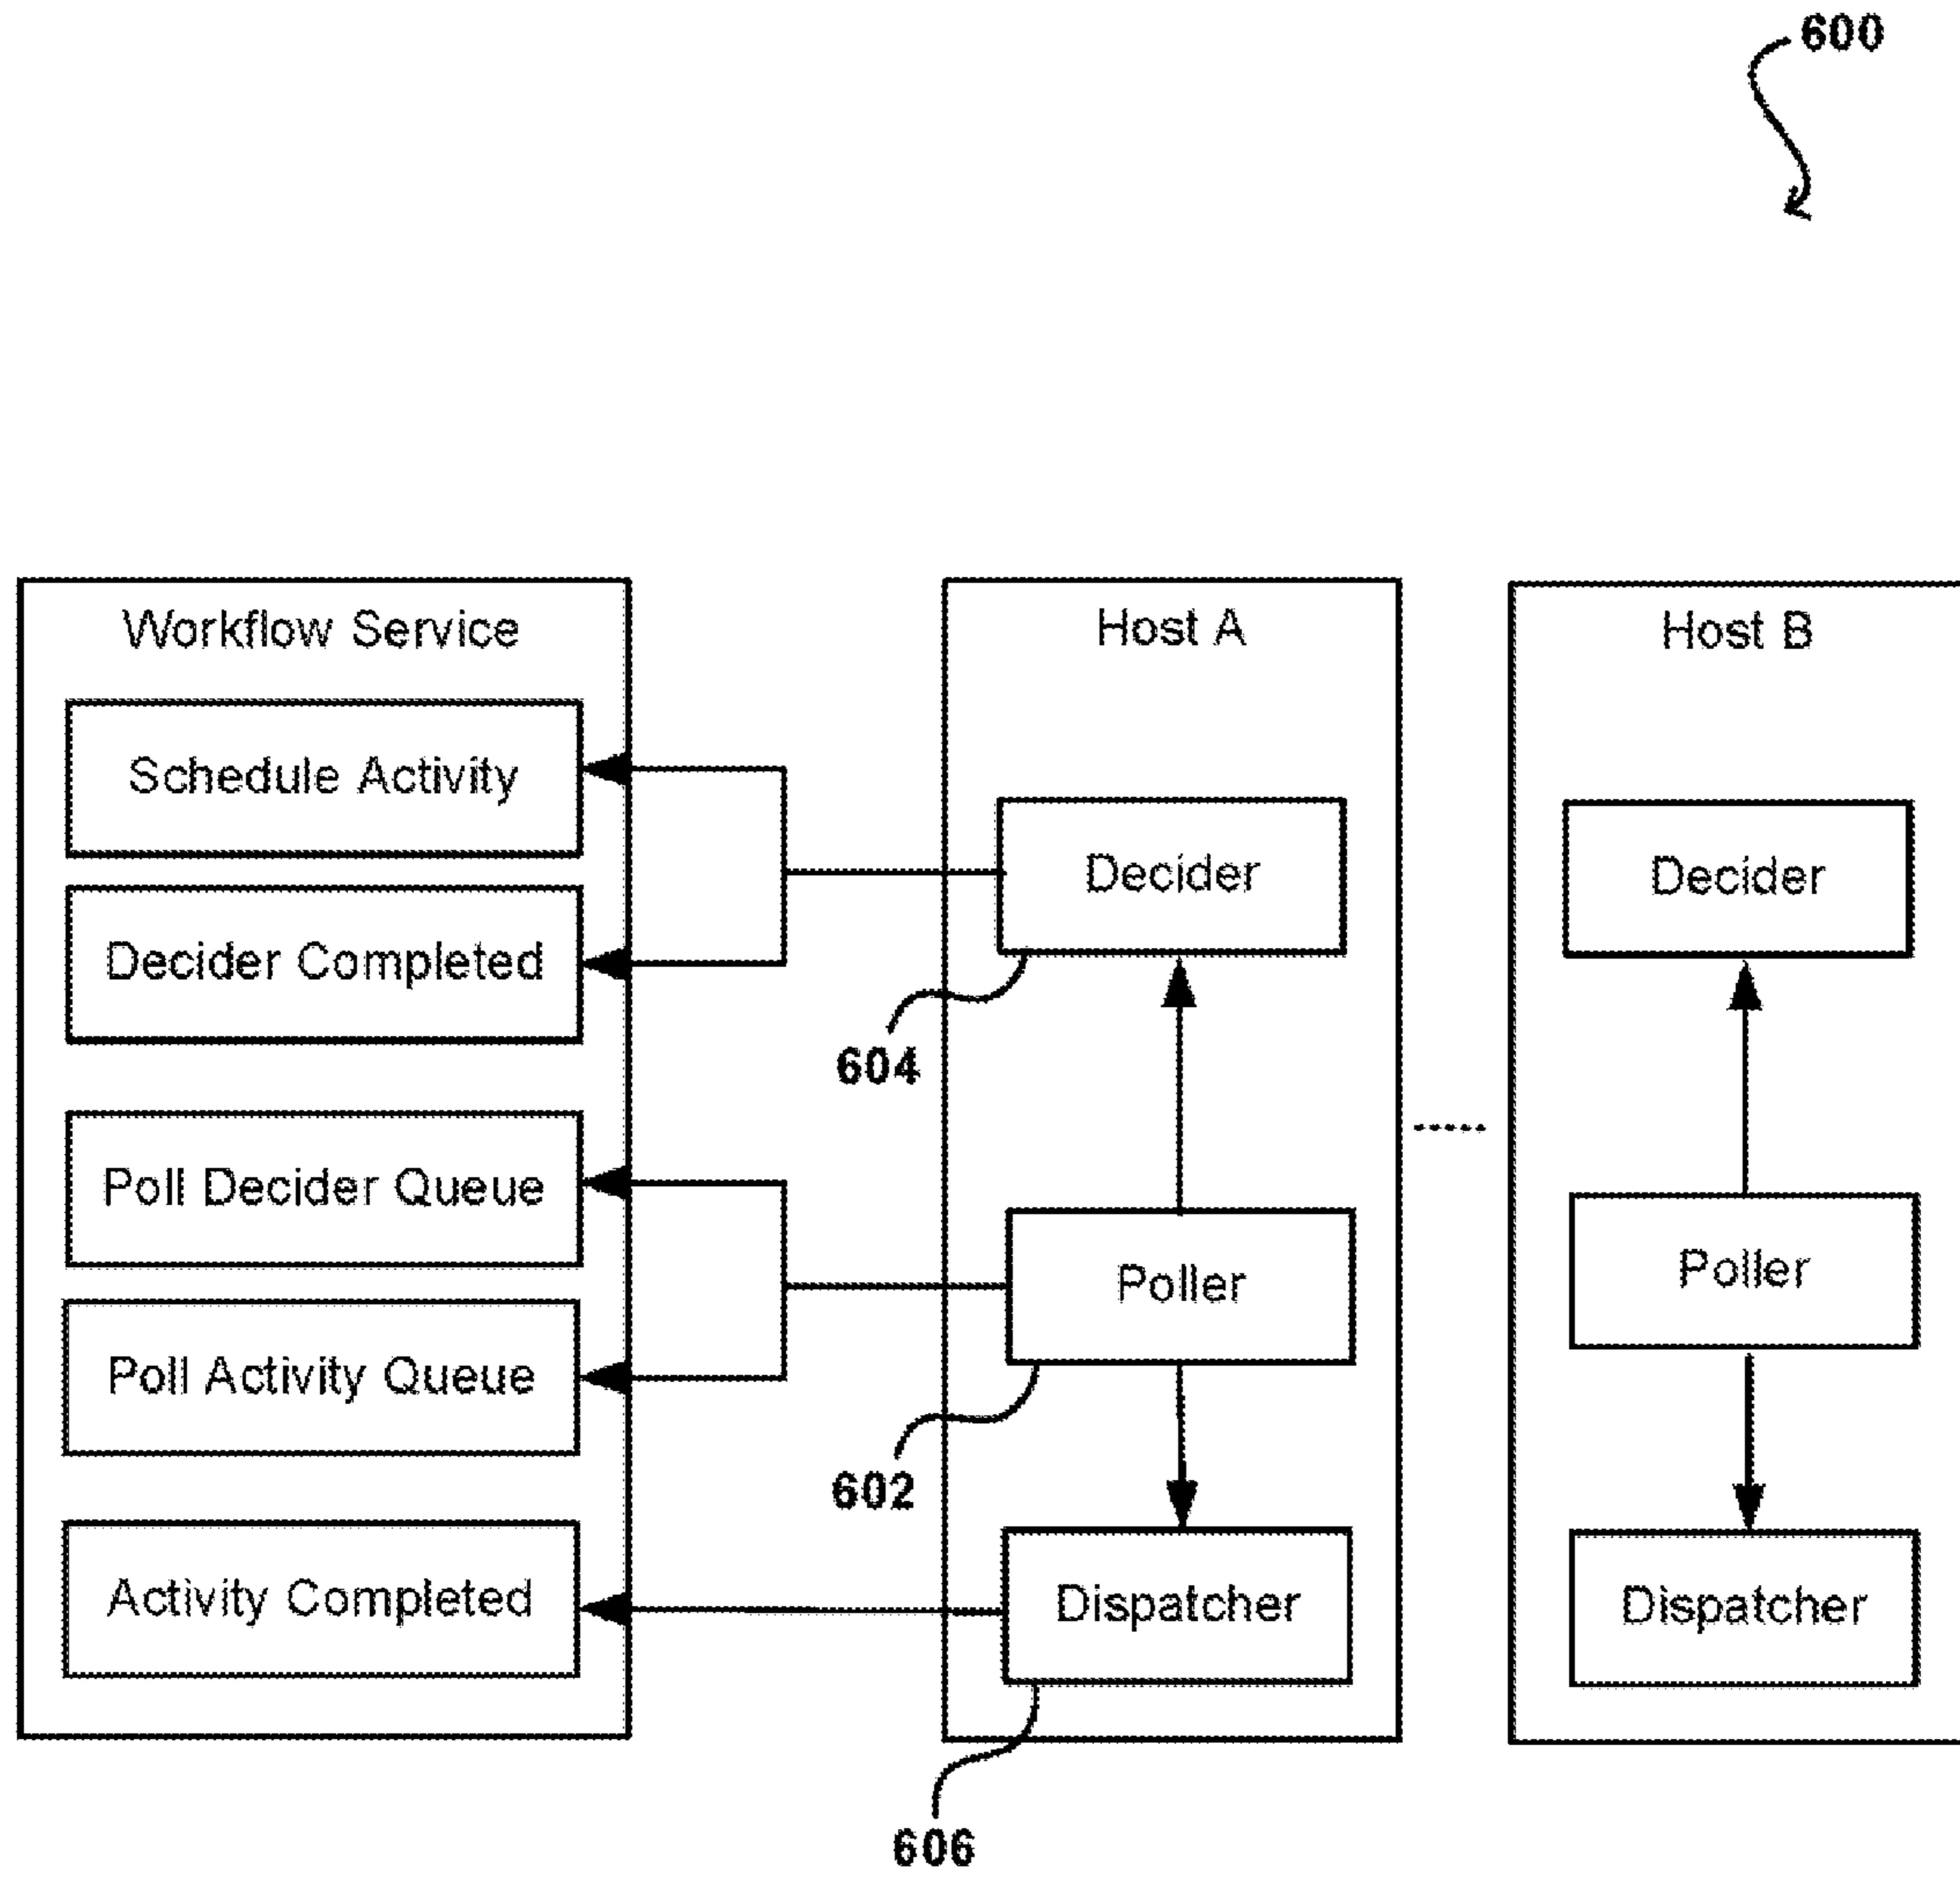 600
Workflow Service
Schedule Activity
Decider Completed
Poll Decider Queue
Poll Activity Queue
Activity Completed
Host A
Decider
604
Poller
602
Dispatcher
606
Host B
Decider
Poller
Dispatcher